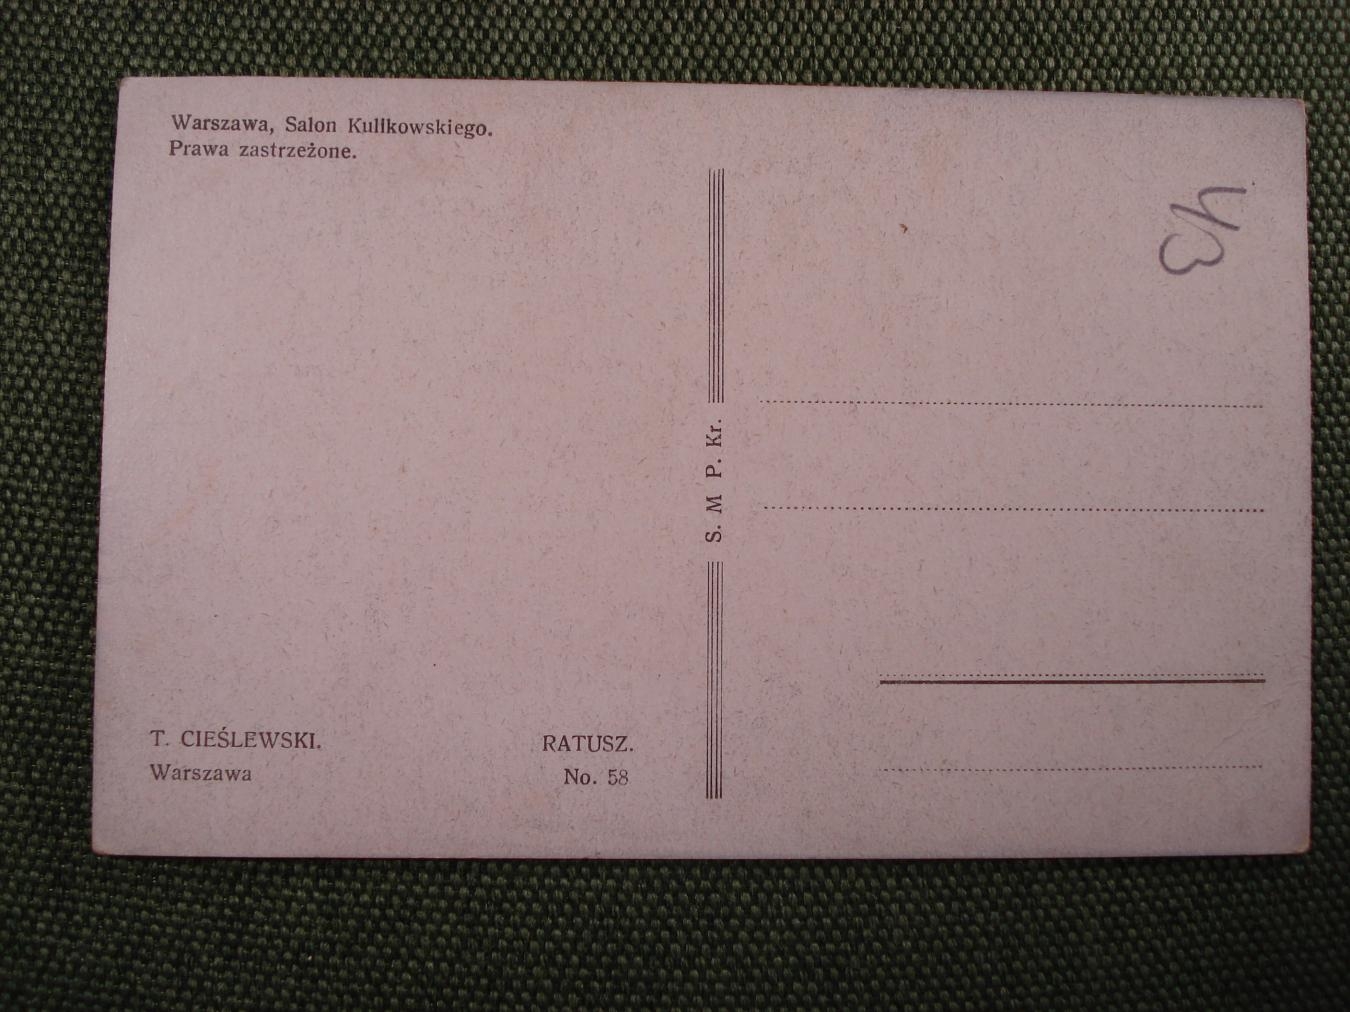 Warszawa, Salon Kulikowskiego.
Prawa zastrzeżone.
43
S. M P. Kr.
T. CIEŚLEWSKI.
Warszawa
RATUSZ.
No. 58